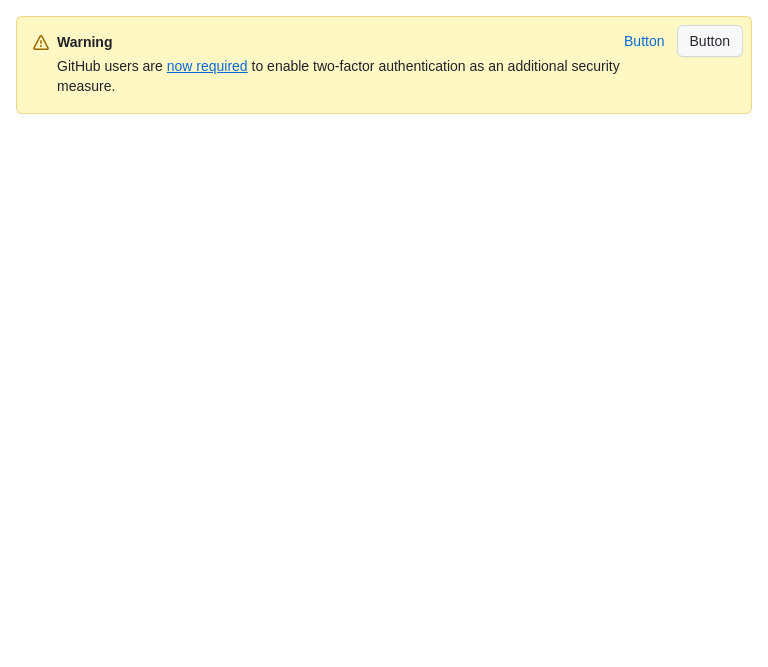 Warning
Button
Button
GitHub users are now required to enable two-factor authentication as an additional security
measure.